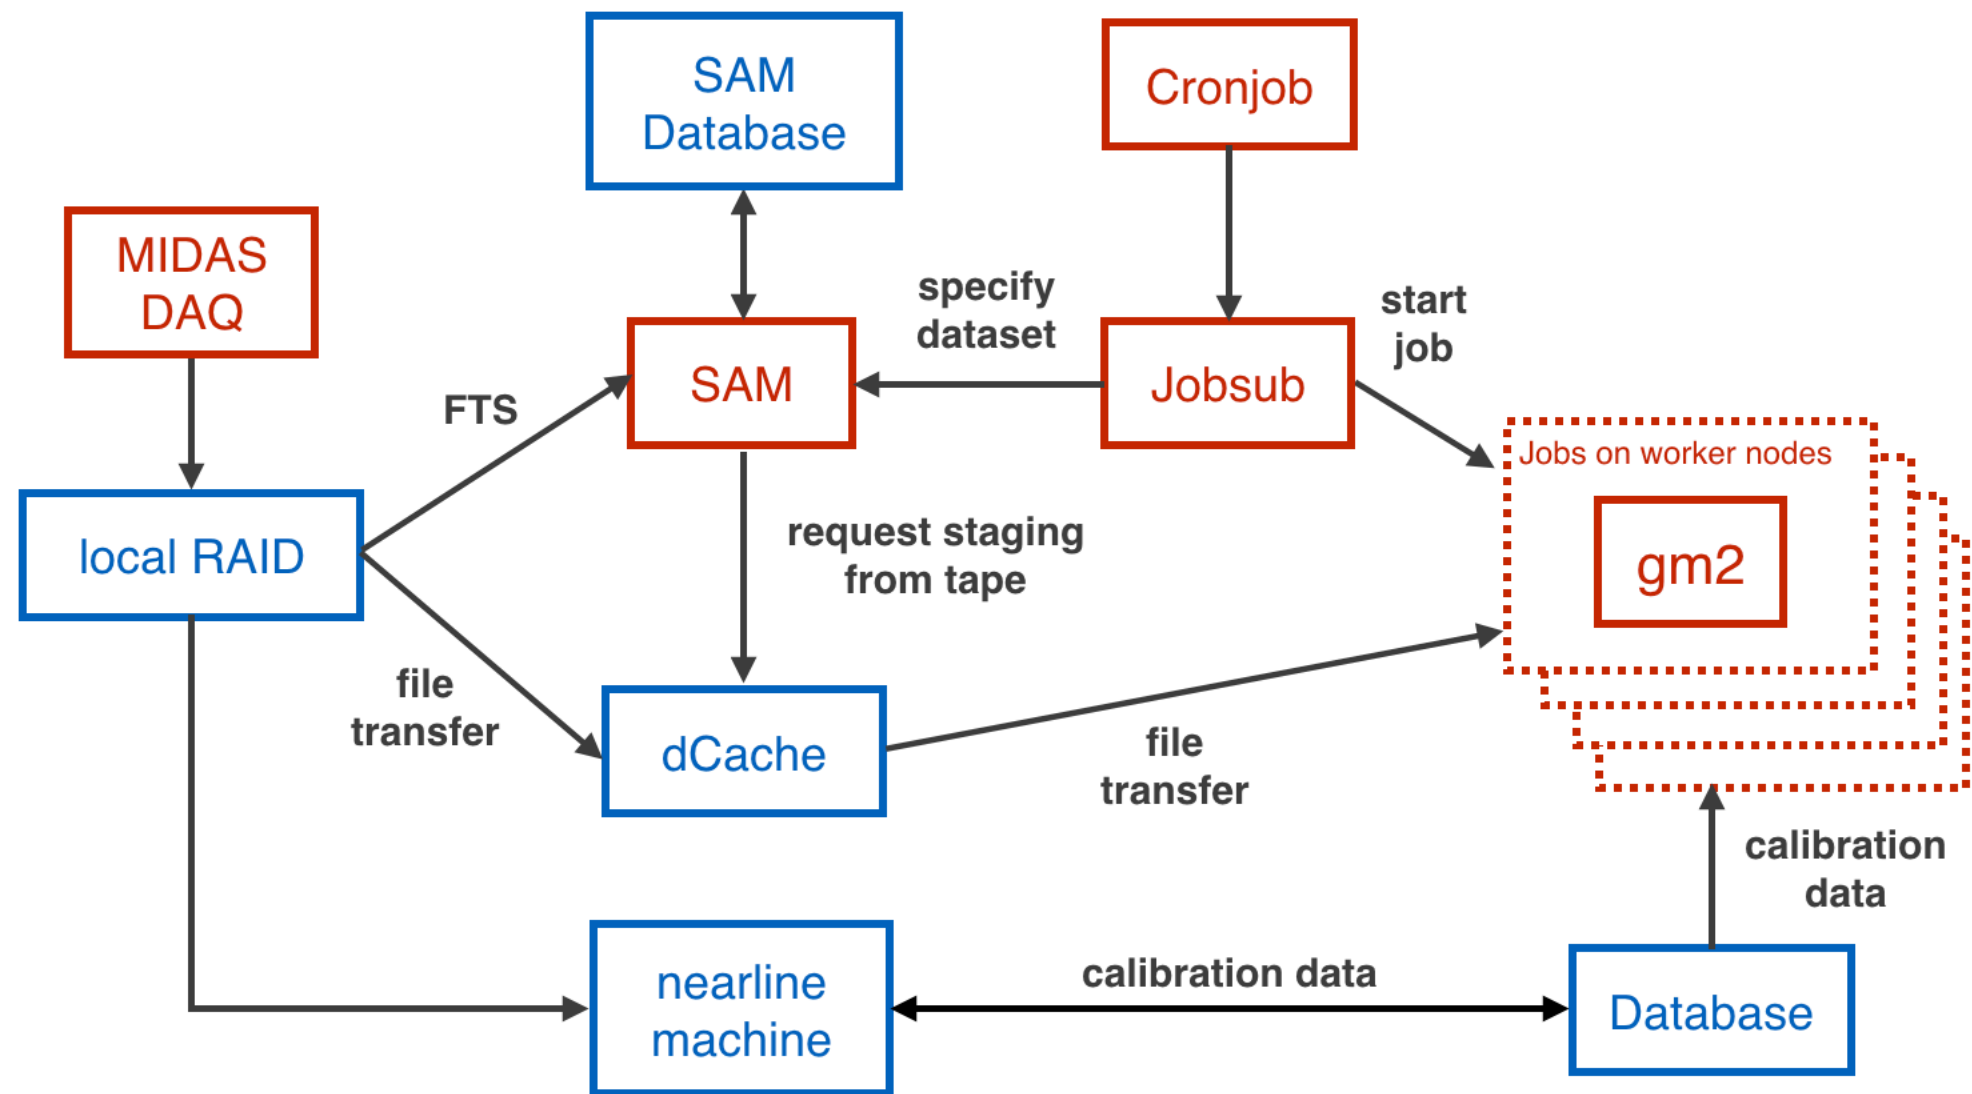 SAM
Database
Cronjob
MIDAS
DAQ
specify
dataset
start
job
FTS
SAM
Jobsub
Jobs on worker nodes
gm2
local RAID
request staging
from tape
file
transfer
dCache
file
transfer
calibration
data
nearline
machine
calibration data
Database